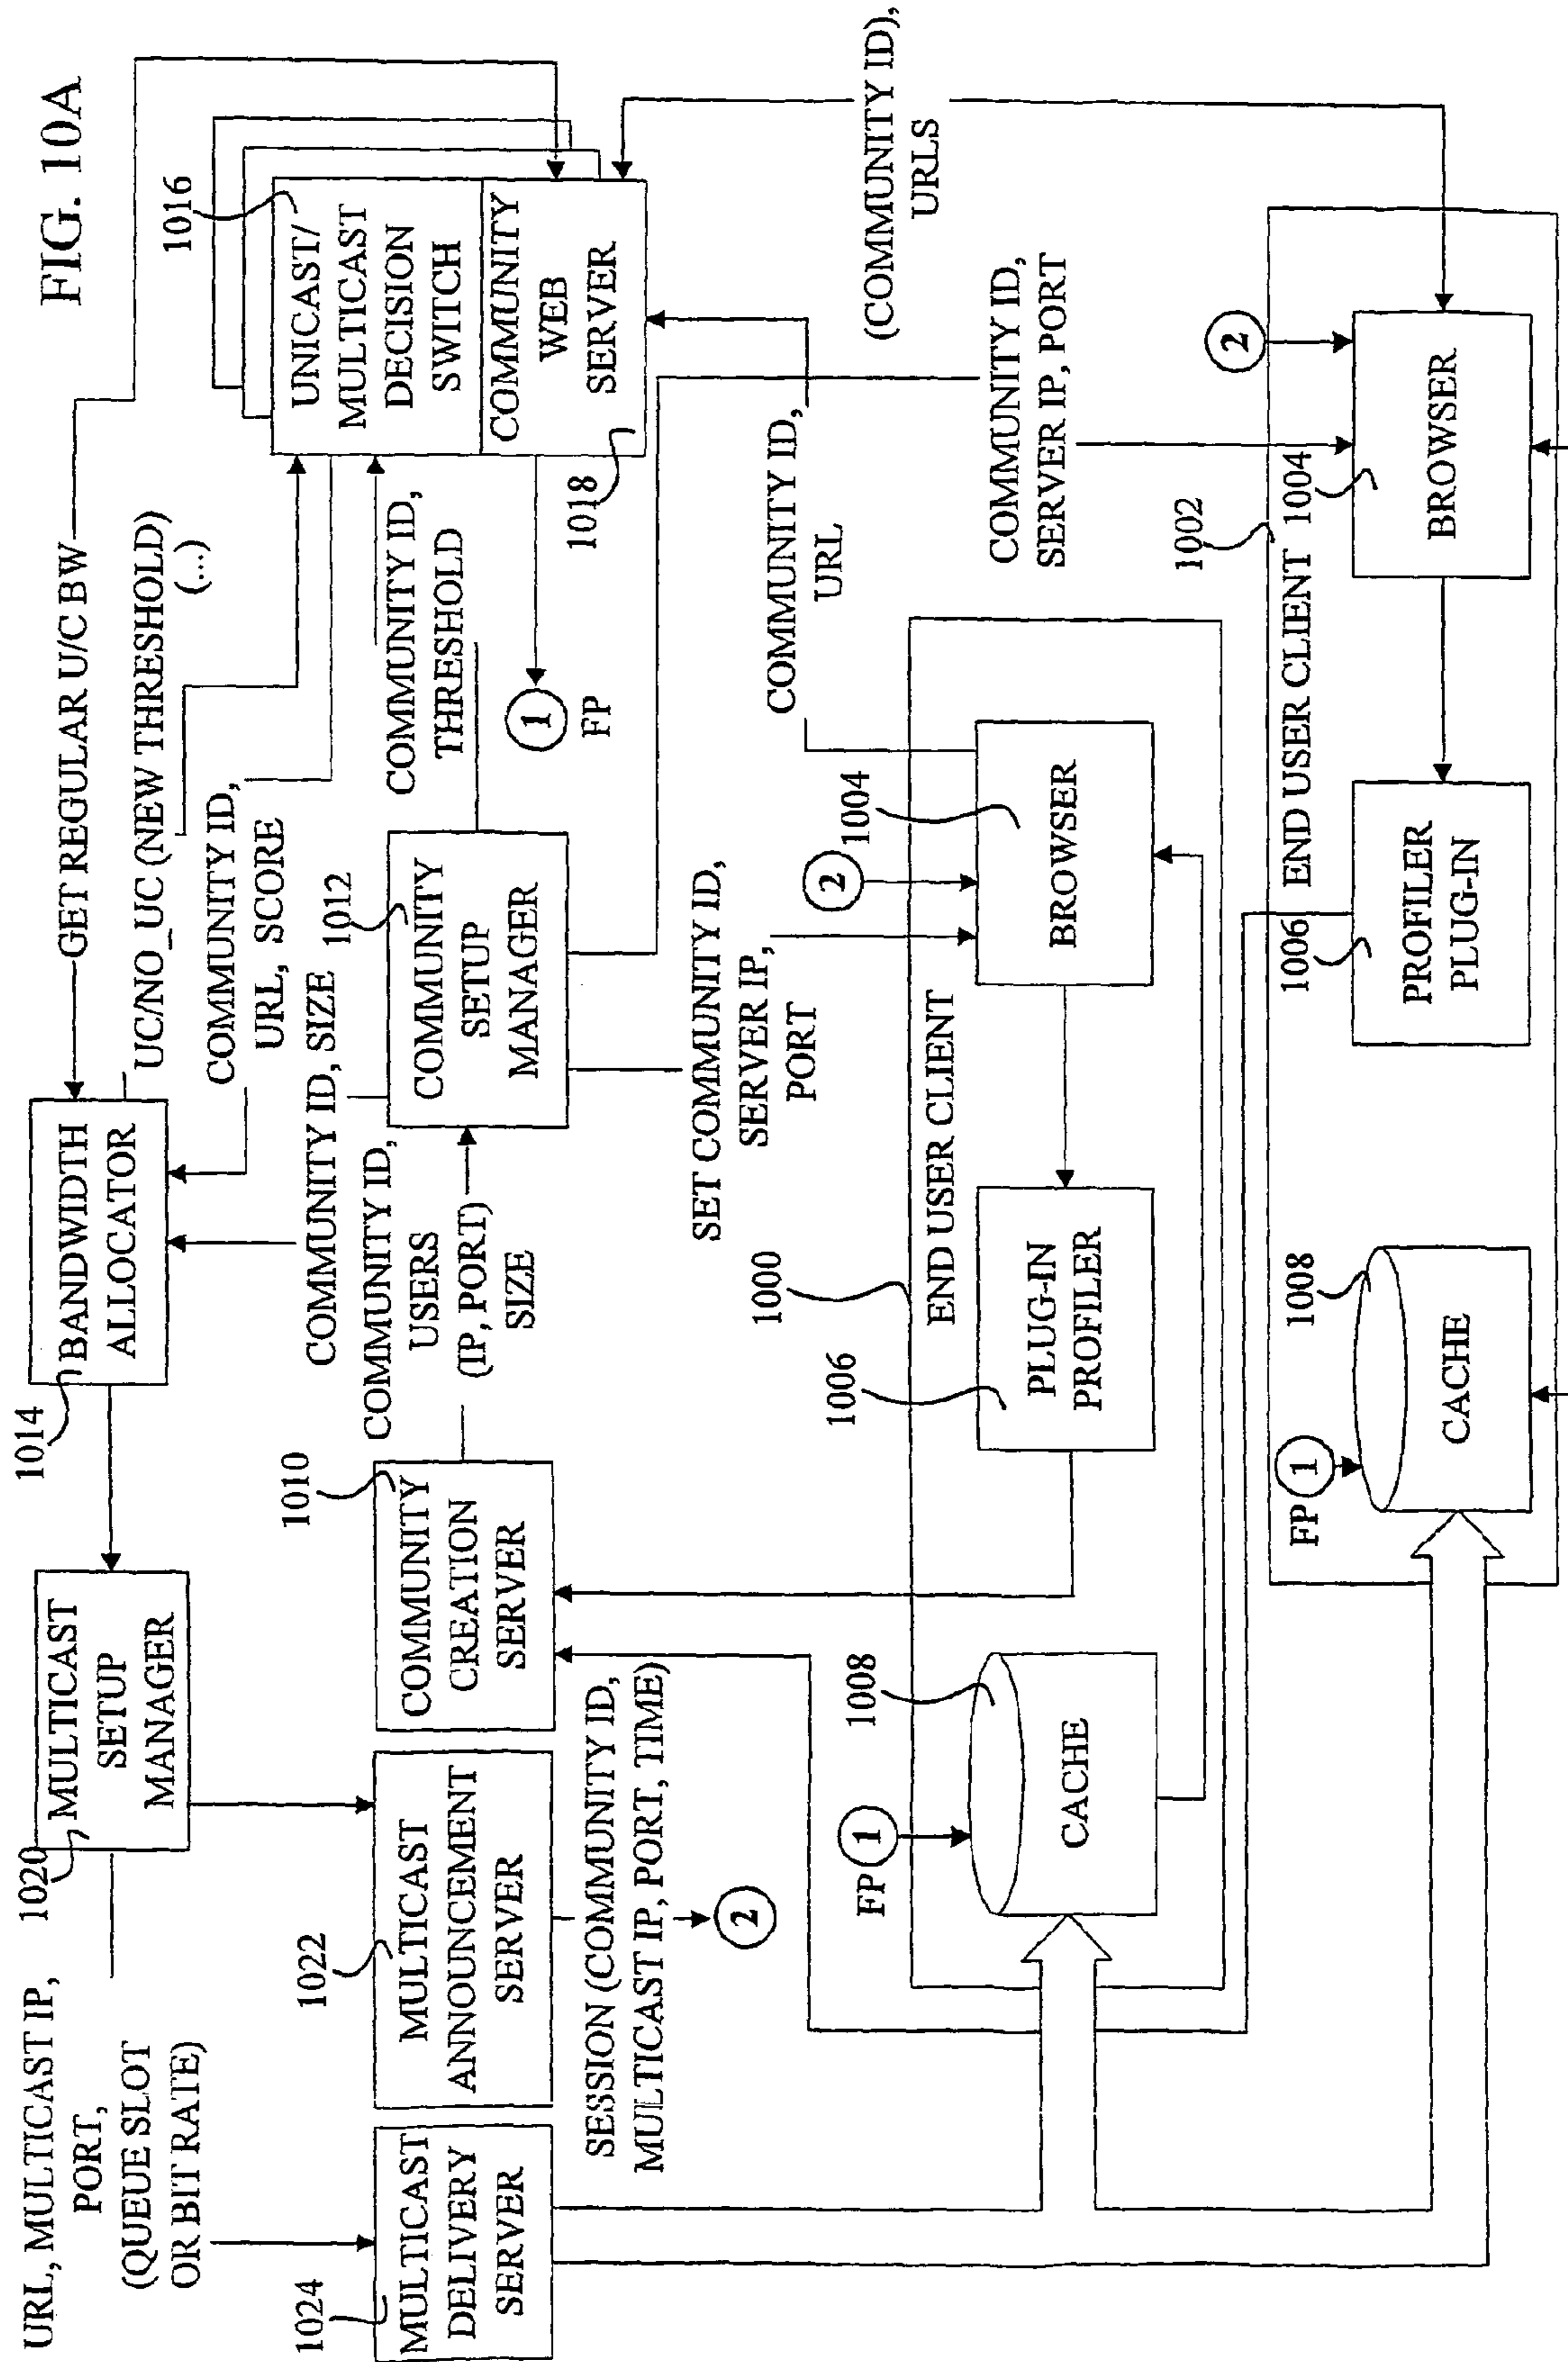 FIG. 10A
GET REGULAR U/C BW
UC/NO_UC (NEW THRESHOLD)
(...)
COMMUNITY ID,
URL, SCORE
COMMUNITY ID, SIZE
1014
BANDWIDTH
ALLOCATOR
1016
UNICAST/
MULTICAST
DECISION
SWITCH
COMMUNITY
WEB
SERVER
1018
COMMUNITY ID,
THRESHOLD
1
FP
1012
COMMUNITY
SETUP
MANAGER
COMMUNITY ID,
USERS
(IP, PORT)
SIZE
1010
COMMUNITY
CREATION
SERVER
URL, MULTICAST IP,
PORT,
(QUEUE SLOT
OR BIT RATE)
1020
MULTICAST
SETUP
MANAGER
1022
MULTICAST
ANNOUNCEMENT
SERVER
SESSION (COMMUNITY ID,
MULTICAST IP, PORT, TIME)
2
1024
MULTICAST
DELIVERY
SERVER
SET COMMUNITY ID,
SERVER IP,
PORT
COMMUNITY ID,
URL
(COMMUNITY ID),
URLS
COMMUNITY ID,
SERVER IP, PORT
1000
END USER CLIENT
2
1004
BROWSER
1006
PLUG-IN
PROFILER
1008
FP 1
CACHE
1002
END USER CLIENT
2
1004
BROWSER
1006
PROFILER
PLUG-IN
1008
FP 1
CACHE